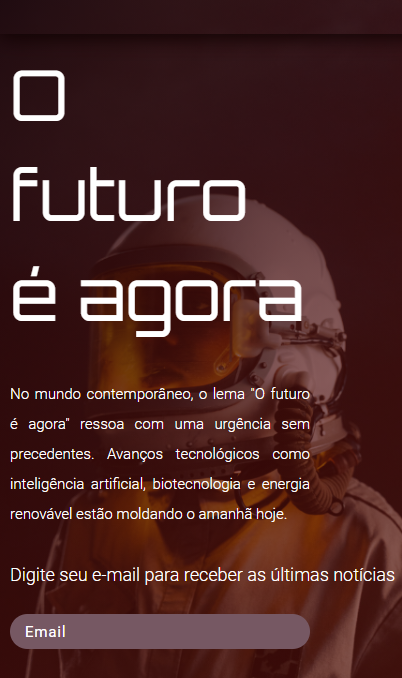 O
futuro
é agora
No mundo contemporâneo, o lema "O futuro
é agora" ressoa com uma urgência sem
precedentes. Avanços tecnológicos como
inteligência artificial, biotecnologia e energia
renovável estão moldando o amanhã hoje.
Digite seu e-mail para receber as últimas notícias
Email